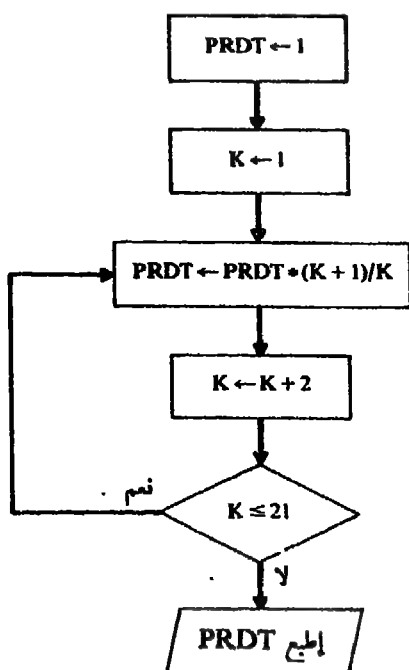 PRDT ← 1
K ← 1
PRDT ← PRDT * (K + 1)/K
K ← K + 2
K ≤ 21
نعم
لا
إطبع PRDT